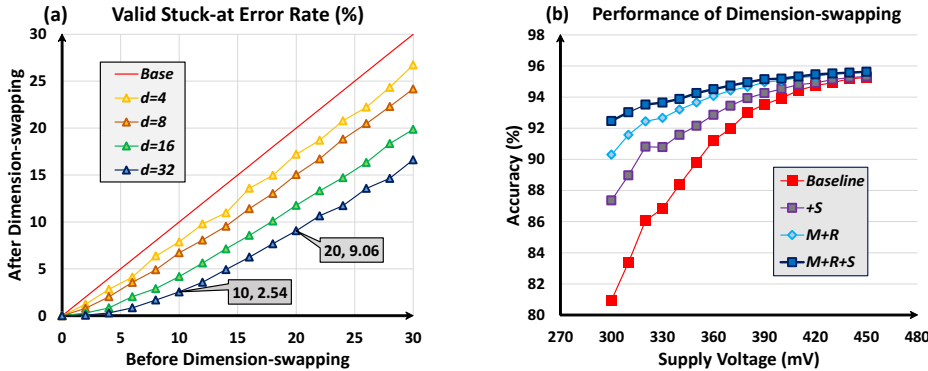 (a) Valid Stuck-at Error Rate (%)
After Dimension-swapping
30
25
20
15
10
5
0
Base
d=4
d=8
d=16
d=32
20, 9.06
10, 2.54
0 5 10 15 20 25 30
Before Dimension-swapping
(b) Performance of Dimension-swapping
Accuracy (%)
98
96
94
92
90
88
86
84
82
80
Baseline
+S
M+R
M+R+S
270 300 330 360 390 420 450 480
Supply Voltage (mV)